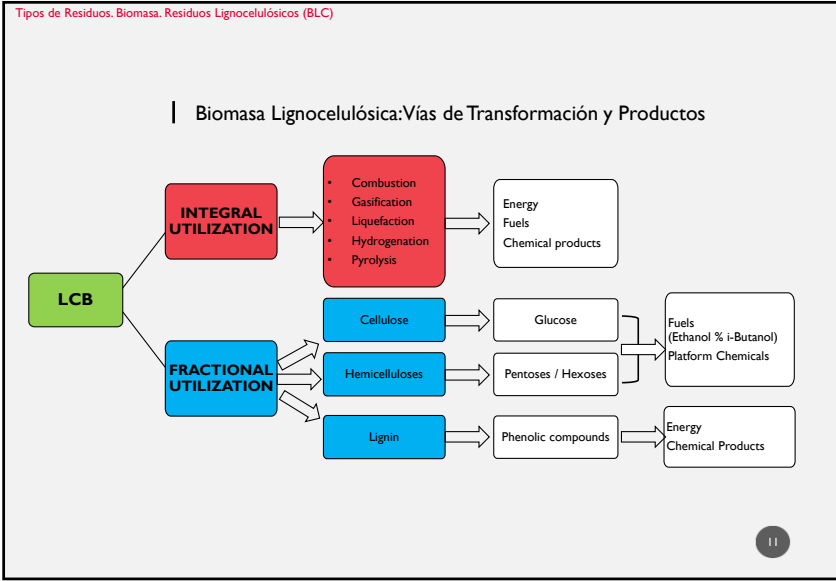 Tipos de Residuos. Biomasa. Residuos Lignocelulósicos (BLC)
Biomasa Lignocelulósica: Vías de Transformación y Productos
LCB
INTEGRAL
UTILIZATION
• Combustion
• Gasification
• Liquefaction
• Hydrogenation
• Pyrolysis
Energy
Fuels
Chemical products
FRACTIONAL
UTILIZATION
Cellulose
Glucose
Hemicelluloses
Pentoses / Hexoses
Fuels
(Ethanol % i-Butanol)
Platform Chemicals
Lignin
Phenolic compounds
Energy
Chemical Products
11